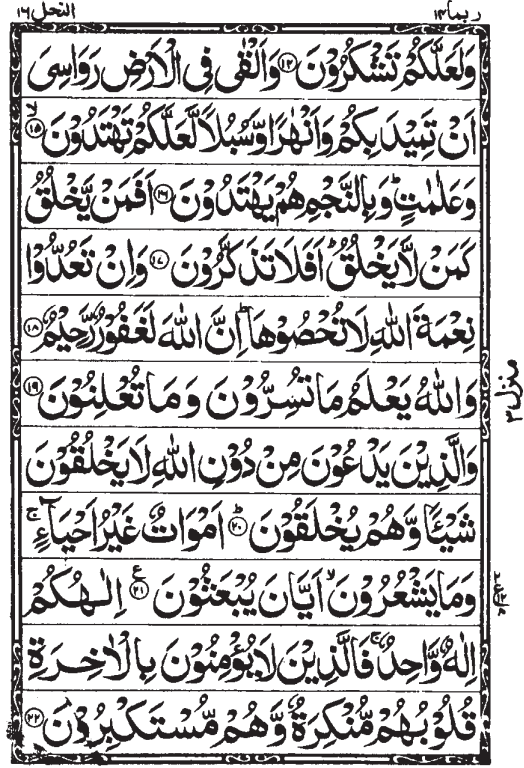 ربما ١٤ النحل ١٦
وَلَعَلَّكُمْ تَشْكُرُوْنَ ۝١٤ وَاَلْقٰى فِى الْاَرْضِ رَوَاسِىَ
اَنْ تَمِيْدَ بِكُمْ وَاَنْهٰرًا وَّسُبُلًا لَّعَلَّكُمْ تَهْتَدُوْنَ ۝١٥ۙ
وَعَلٰمٰتٍ ؕ وَبِالنَّجْمِ هُمْ يَهْتَدُوْنَ ۝١٦ اَفَمَنْ يَّخْلُقُ
كَمَنْ لَّا يَخْلُقُ ؕ اَفَلَا تَذَكَّرُوْنَ ۝١٧ وَاِنْ تَعُدُّوْا
نِعْمَةَ اللّٰهِ لَا تُحْصُوْهَا ؕ اِنَّ اللّٰهَ لَغَفُوْرٌ رَّحِيْمٌ ۝١٨
وَاللّٰهُ يَعْلَمُ مَا تُسِرُّوْنَ وَمَا تُعْلِنُوْنَ ۝١٩
وَالَّذِيْنَ يَدْعُوْنَ مِنْ دُوْنِ اللّٰهِ لَا يَخْلُقُوْنَ
شَيْـًٔا وَّهُمْ يُخْلَقُوْنَ ؕ ۝٢٠ اَمْوَاتٌ غَيْرُ اَحْيَآءٍ ۚ
وَمَا يَشْعُرُوْنَ ۙ اَيَّانَ يُبْعَثُوْنَ ۝٢١ ع اِلٰـهُكُمْ
اِلٰهٌ وَّاحِدٌ ۚ فَالَّذِيْنَ لَا يُؤْمِنُوْنَ بِالْاٰخِرَةِ
قُلُوْبُهُمْ مُّنْكِرَةٌ وَّهُمْ مُّسْتَكْبِرُوْنَ ۝٢٢
منزل ٣